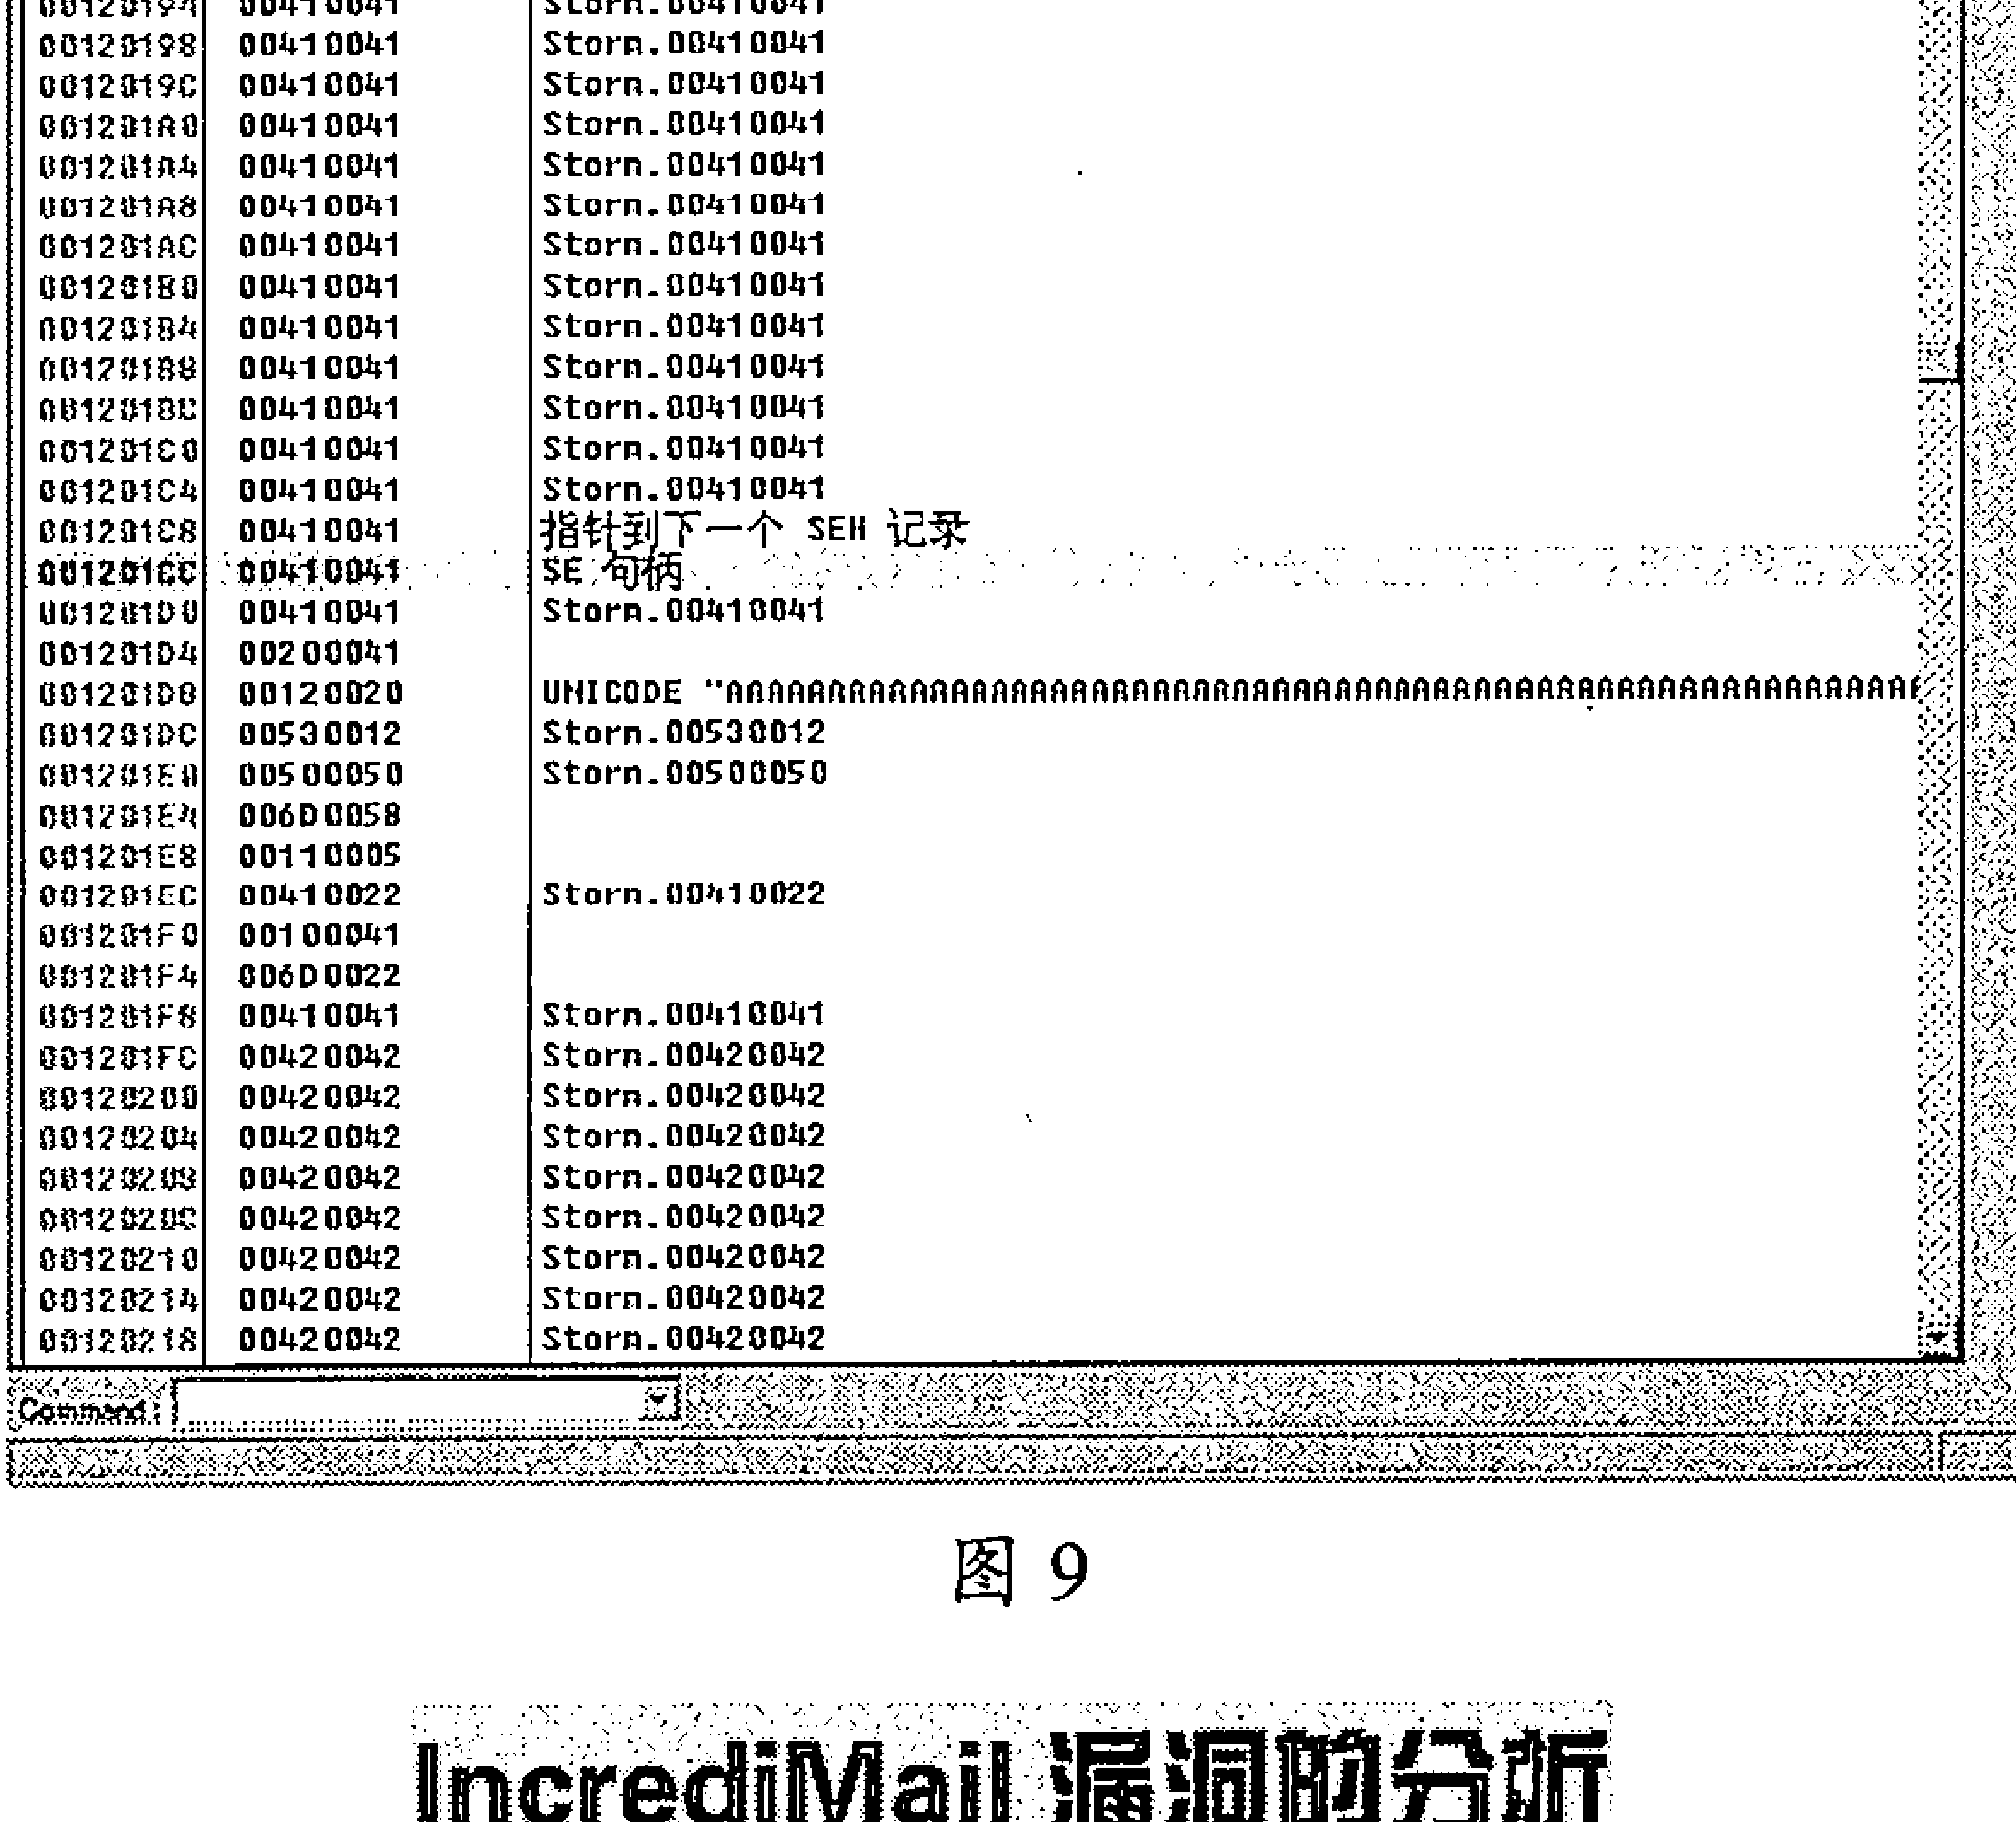 00120194 00410041 Storm.00410041
00120198 00410041 Storm.00410041
0012019C 00410041 Storm.00410041
001201A0 00410041 Storm.00410041
001201A4 00410041 Storm.00410041
001201A8 00410041 Storm.00410041
001201AC 00410041 Storm.00410041
001201B0 00410041 Storm.00410041
001201B4 00410041 Storm.00410041
001201B8 00410041 Storm.00410041
001201BC 00410041 Storm.00410041
001201C0 00410041 Storm.00410041
001201C4 00410041 Storm.00410041
001201C8 00410041 指针到下一个 SEH 记录
001201CC 00410041 SE 句柄
001201D0 00410041 Storm.00410041
001201D4 00200041
001201D8 00120020 UNICODE "AAAAAAAAAAAAAAAAAAAAAAAAAAAAAAAAAAAAAAAAAAAAAAAAAAAAAAAAAAA
001201DC 00530012 Storm.00530012
001201E0 00500050 Storm.00500050
001201E4 006D0058
001201E8 00110005
001201EC 00410022 Storm.00410022
001201F0 00100041
001201F4 006D0022
001201F8 00410041 Storm.00410041
001201FC 00420042 Storm.00420042
00120200 00420042 Storm.00420042
00120204 00420042 Storm.00420042
00120208 00420042 Storm.00420042
0012020C 00420042 Storm.00420042
00120210 00420042 Storm.00420042
00120214 00420042 Storm.00420042
00120218 00420042 Storm.00420042
Command:
图 9
IncrediMail 漏洞的分析